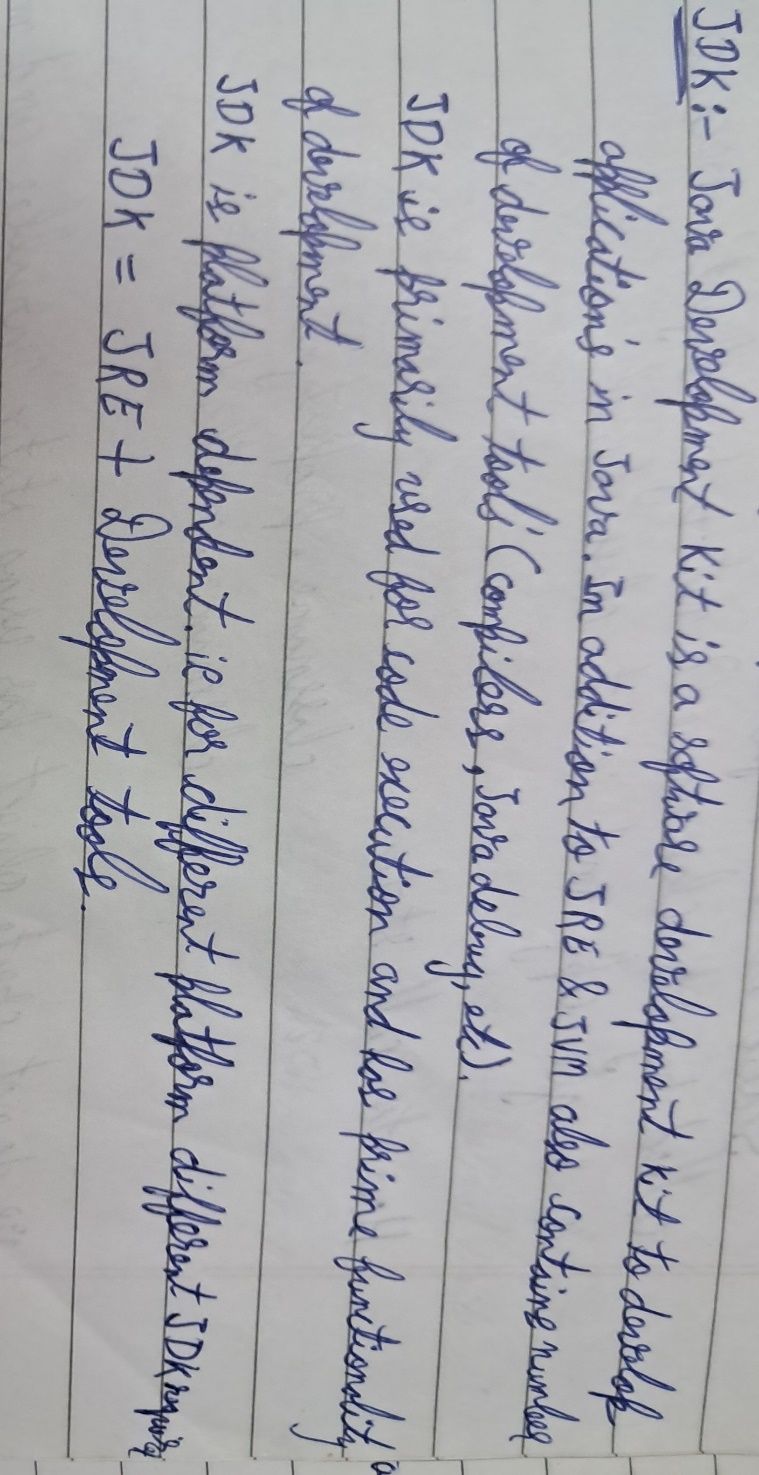 JDK:- Java Development Kit is a software development kit to develop
applications in Java. In addition to JRE & JVM also contains number
of development tools (compilers, Java debug, etc).
JDK is primarily used for code execution and has prime functionality
of development.
JDK is platform dependent. ie for different platform different JDK
JDK = JRE + Development tools.